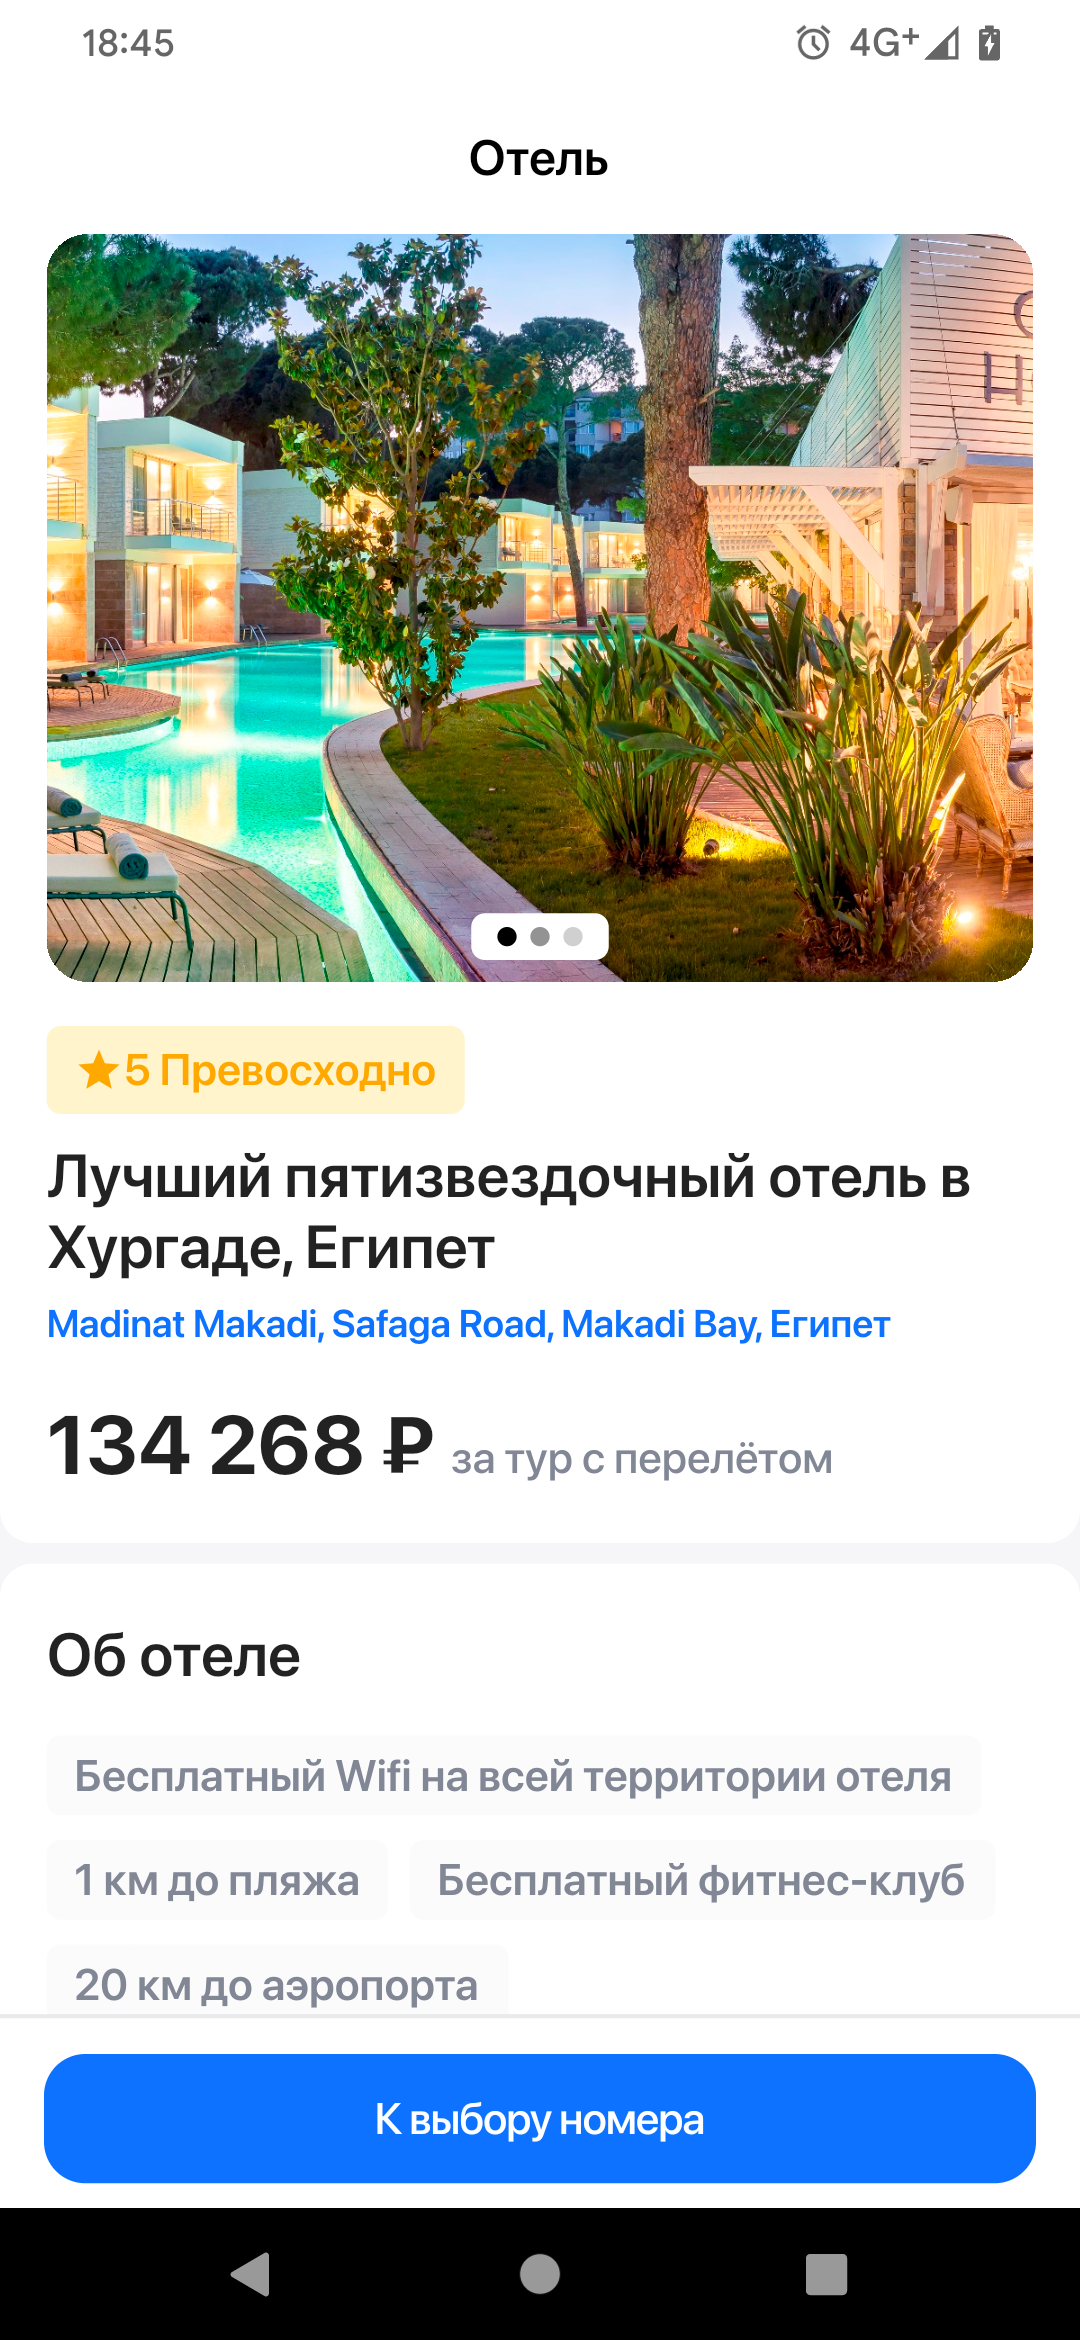 18:45
4G+
Отель
5 Превосходно
Лучший пятизвездочный отель в
Хургаде, Египет
Madinat Makadi, Safaga Road, Makadi Bay, Египет
134 268 ₽ за тур с перелётом
Об отеле
Бесплатный Wifi на всей территории отеля
1 км до пляжа
Бесплатный фитнес-клуб
20 км до аэропорта
К выбору номера